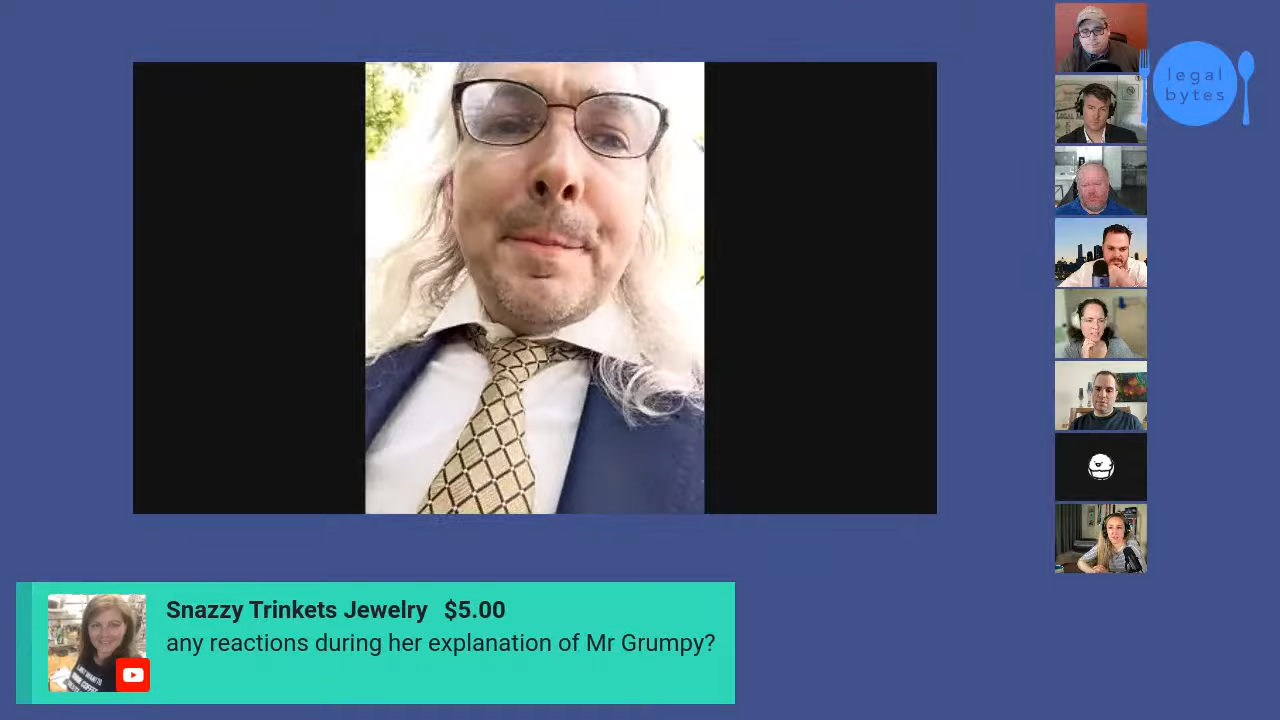 legal
bytes
Snazzy Trinkets Jewelry $5.00
any reactions during her explanation of Mr Grumpy?